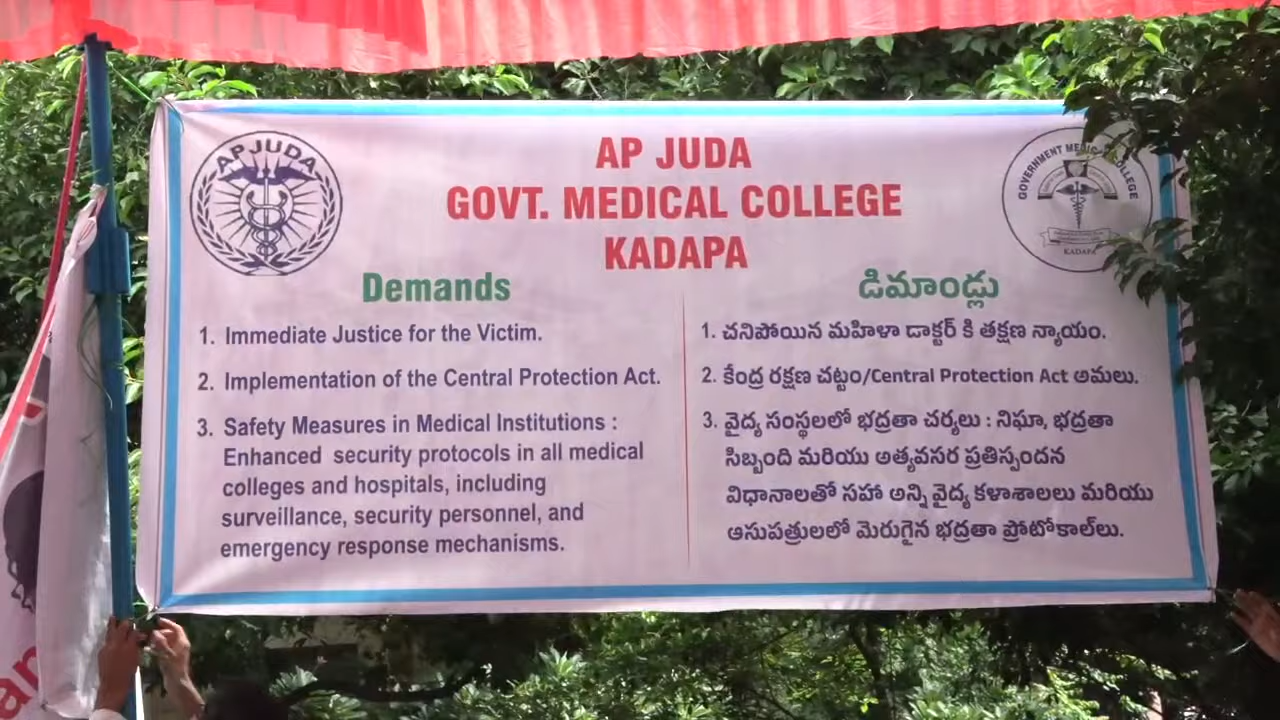 APJUDA
AP JUDA
GOVT. MEDICAL COLLEGE
KADAPA
GOVERNMENT MEDICAL COLLEGE
KADAPA
Demands
1. Immediate Justice for the Victim.
2. Implementation of the Central Protection Act.
3. Safety Measures in Medical Institutions :
Enhanced security protocols in all medical
colleges and hospitals, including
surveillance, security personnel, and
emergency response mechanisms.
డిమాండ్లు
1. చనిపోయిన మహిళా డాక్టర్ కి తక్షణ న్యాయం.
2. కేంద్ర రక్షణ చట్టం/Central Protection Act అమలు.
3. వైద్య సంస్థలలో భద్రతా చర్యలు : నిఘా, భద్రతా
సిబ్బంది మరియు అత్యవసర ప్రతిస్పందన
విధానాలతో సహా అన్ని వైద్య కళాశాలలు మరియు
ఆసుపత్రులలో మెరుగైన భద్రతా ప్రోటోకాల్‌లు.